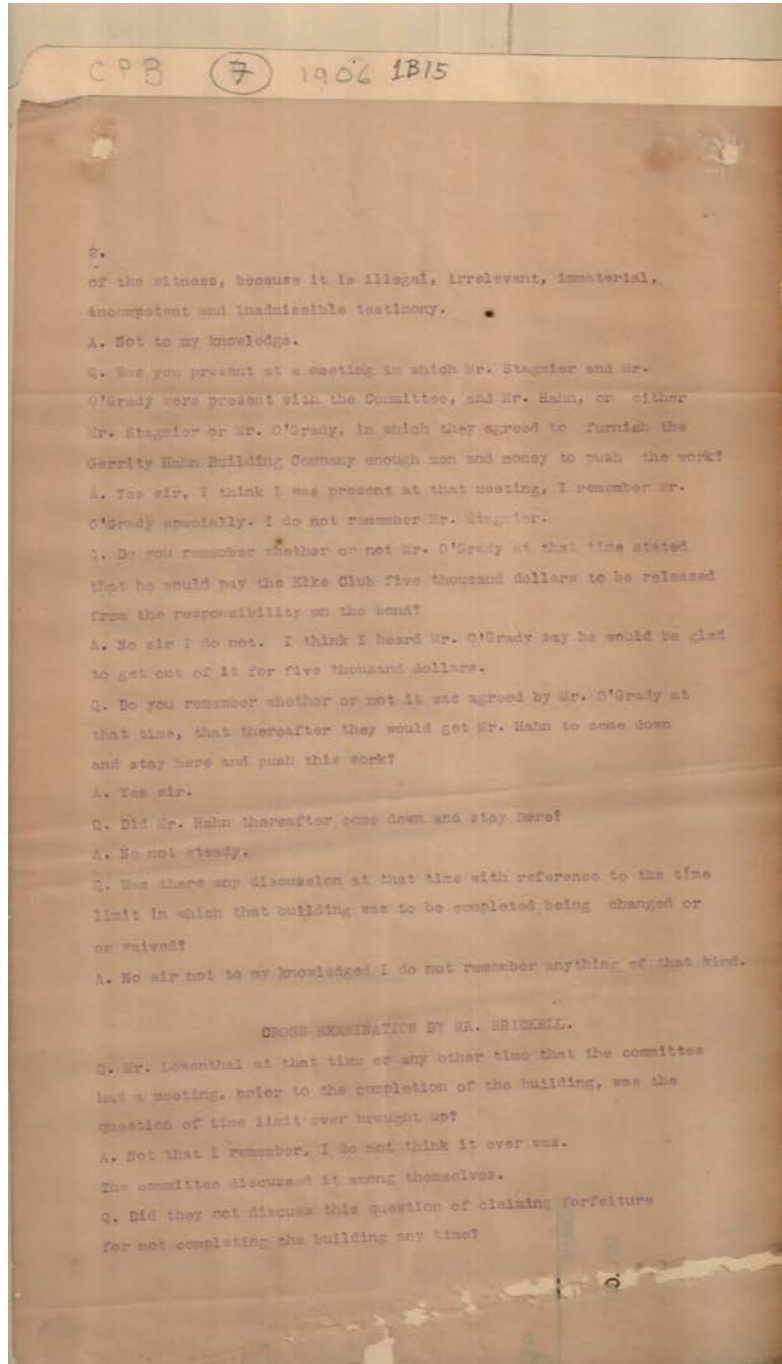 CPB 7 1906 1B15
2.
of the witness, because it is illegal, irrelevant, immaterial,
incompetent and inadmissible testimony.
A. Not to my knowledge.
Q. Was you present at a meeting in which Mr. Stagmier and Mr.
O'Grady were present with the Committee, and Mr. Hahn, or either
Mr. Stagmier or Mr. O'Grady, in which they agreed to furnish the
Garrity Hahn Building Company enough men and money to push the work?
A. Yes sir, I think I was present at that meeting, I remember Mr.
O'Grady specially. I do not remember Mr. Stagmier.
Q. Do you remember whether or not Mr. O'Grady at that time stated
that he would pay the Elks Club five thousand dollars to be released
from the responsibility on the bond?
A. No sir I do not. I think I heard Mr. O'Grady say he would be glad
to get out of it for five thousand dollars.
Q. Do you remember whether or not it was agreed by Mr. O'Grady at
that time, that thereafter they would get Mr. Hahn to come down
and stay here and push this work?
A. Yes sir.
Q. Did Mr. Hahn thereafter come down and stay here?
A. No not steady.
Q. Was there any discussion at that time with reference to the time
limit in which that building was to be completed being changed or
or waived?
A. No sir not to my knowledged I do not remember anything of that kind.
CROSS EXAMINATION BY MR. BRICKELL.
Q. Mr. Losenthal at that time or any other time that the committee
had a meeting, prior to the completion of the building, was the
question of time limit ever brought up?
A. Not that I remember, I do not think it ever was.
The committee discussed it among themselves.
Q. Did they not discuss this question of claiming forfeiture
for not completing the building any time?